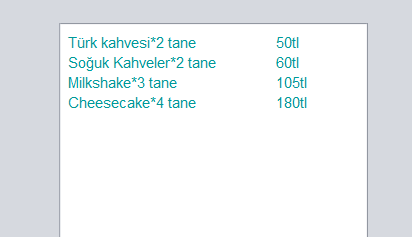 Türk kahvesi*2 tane 50tl
Soğuk Kahveler*2 tane 60tl
Milkshake*3 tane 105tl
Cheesecake*4 tane 180tl